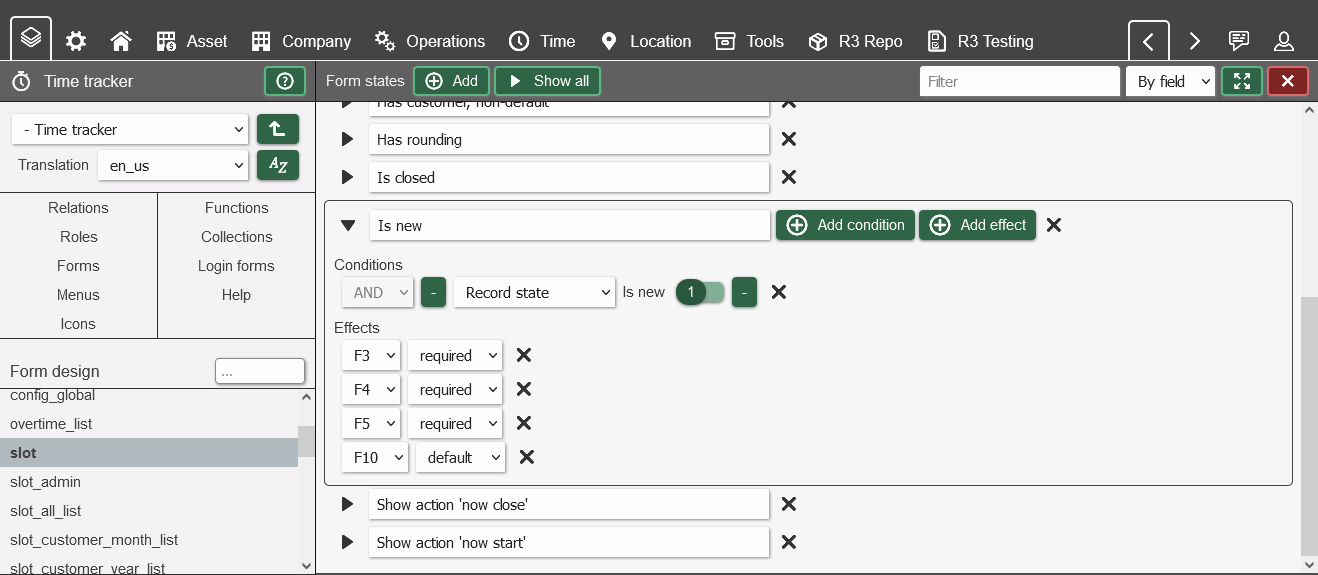 Asset Company Operations Time Location Tools R3 Repo R3 Testing
Time tracker
Form states Add Show all Filter By field
- Time tracker
Translation en_us AZ
Relations Functions
Roles Collections
Forms Login forms
Menus Help
Icons
Form design ...
config_global
overtime_list
slot
slot_admin
slot_all_list
slot_customer_month_list
slot_customer_year_list
Has customer, non-default
Has rounding
Is closed
Is new Add condition Add effect
Conditions
AND - Record state Is new 1 -
Effects
F3 required
F4 required
F5 required
F10 default
Show action 'now close'
Show action 'now start'